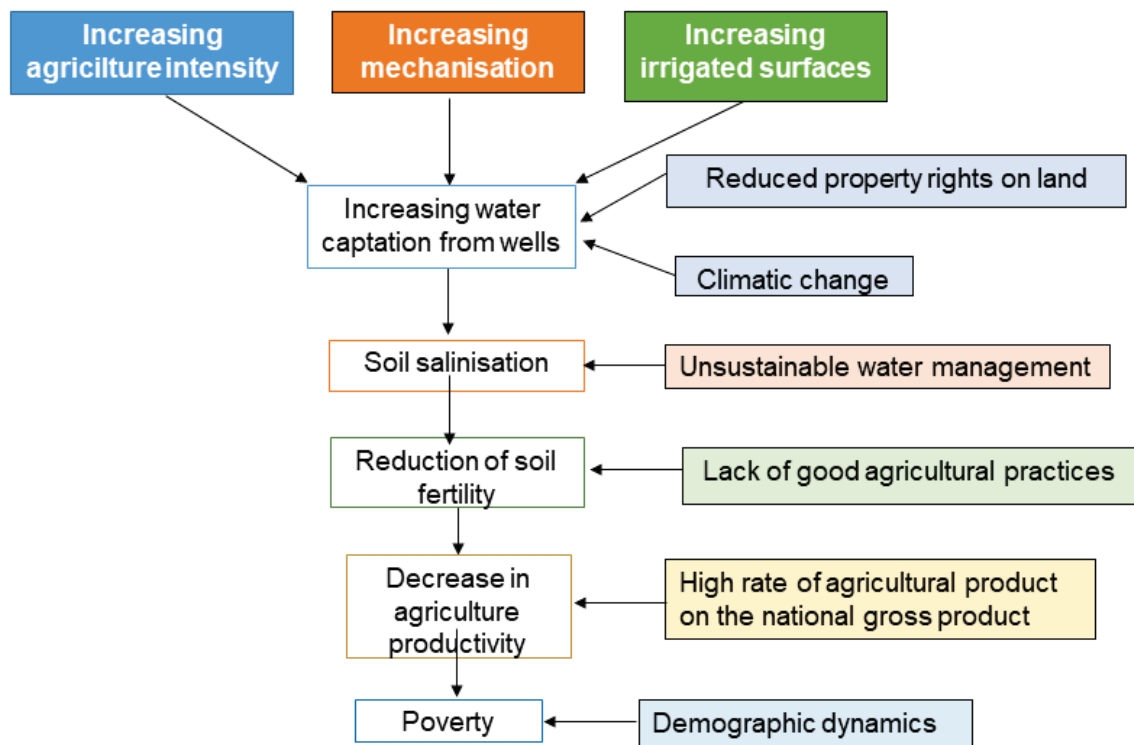 Increasing
agricilture intensity
Increasing
mechanisation
Increasing
irrigated surfaces
Reduced property rights on land
Increasing water
captation from wells
Climatic change
Soil salinisation
Unsustainable water management
Reduction of soil
fertility
Lack of good agricultural practices
Decrease in
agriculture
productivity
High rate of agricultural product
on the national gross product
Poverty
Demographic dynamics